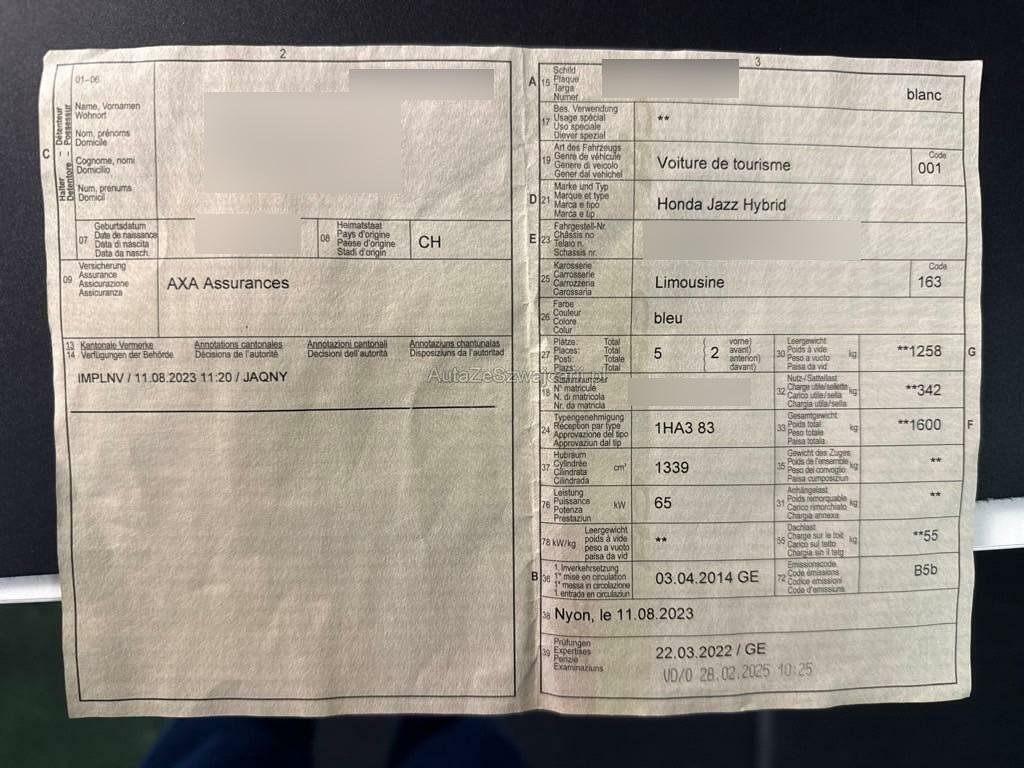 2
01-06
Name, Vornamen
Wohnort
Nom, prénoms
Domicile
Cognome, nomi
Domicilio
Num, prenums
Domicil
C
Halter – Détenteur
Detentore – Possessur
07
Geburtsdatum
Date de naissance
Data di nascita
Data da nasch.
08
Heimatstaat
Pays d'origine
Paese d'origine
Stadi d'origin
CH
09
Versicherung
Assurance
Assicurazione
Assicuranza
AXA Assurances
13 Kantonale Vermerke Annotations cantonales Annotazioni cantonali Annotaziuns chantunalas
14 Verfügungen der Behörde Décisions de l'autorité Decisioni dell'autorità Disposiziuns da l'autoritad
IMPLNV / 11.08.2023 11:20 / JAQNY
AutaZeSzwajcarii.pl
3
A 15
Schild
Plaque
Targa
Numer
blanc
17
Bes. Verwendung
Usage spécial
Uso speciale
Diever spezial
**
19
Art des Fahrzeugs
Genre de véhicule
Genere di veicolo
Gener dal vehichel
Voiture de tourisme
Code
001
D 21
Marke und Typ
Marque et type
Marca e tipo
Marca e tip
Honda Jazz Hybrid
E 23
Fahrgestell-Nr.
Châssis no
Telaio n.
Schassis nr.
25
Karosserie
Carrosserie
Carrozzeria
Carossaria
Limousine
Code
163
26
Farbe
Couleur
Colore
Colur
bleu
27
Plätze: Total
Places: Total
Posti: Totale
Plazs: Total
5 ( 2
vorne)
avant)
anteriori)
davant)
30
Leergewicht
Poids à vide
Peso a vuoto
Paisa da vid
kg
**1258
G
18
Stammnummer
N° matricule
N. di matricola
Nr. da matricla
32
Nutz-/Sattellast
Charge utile/sellette
Carico utile/sella
Chargia utila/sella
kg
**342
24
Typengenehmigung
Réception par type
Approvazione del tipo
Approvaziun dal tip
1HA3 83
33
Gesamtgewicht
Poids total
Peso totale
Paisa totala
kg
**1600
F
37
Hubraum
Cylindrée
Cilindrata
Cilindrada
cm³
1339
35
Gewicht des Zuges
Poids de l'ensemble
Peso del convoglio
Paisa cumposiziun
kg
**
76
Leistung
Puissance
Potenza
Prestaziun
kW
65
31
Anhängelast
Poids remorquable
Carico rimorchiato
Chargia annexa
kg
**
78 kW/kg
Leergewicht
poids à vide
peso a vuoto
paisa da vid
**
55
Dachlast
Charge sur le toit
Carico sul tetto
Chargia sin il tetg
kg
**55
B 36
1. Inverkehrsetzung
1re mise en circulation
1a messa in circolazione
1. entrada en circulaziun
03.04.2014 GE
72
Emissionscode
Code émissions
Codice emissioni
Code d'emissiuns
B5b
38 Nyon, le 11.08.2023
39
Prüfungen
Expertises
Perizie
Examinaziuns
22.03.2022 / GE
VD/0 28.02.2025 10:25